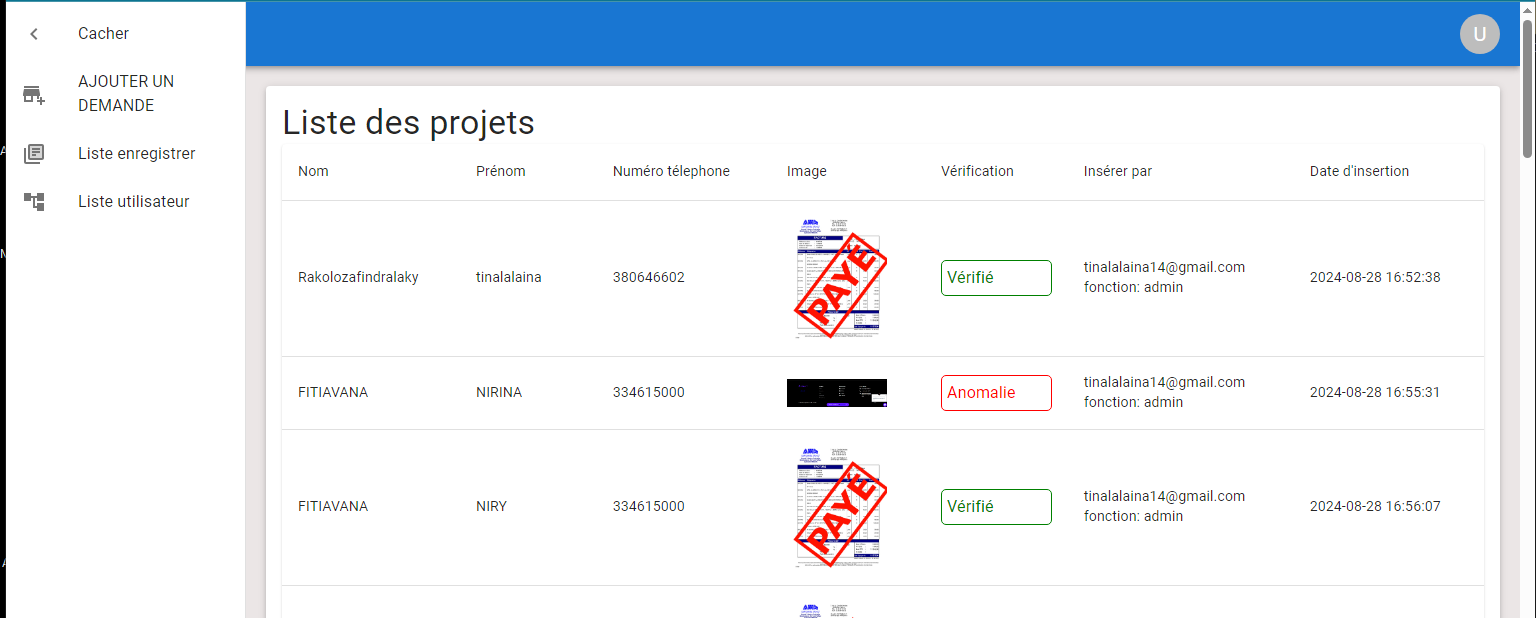 Cacher
U
AJOUTER UN
DEMANDE
Liste enregistrer
Liste utilisateur
Liste des projets
Nom Prénom Numéro télephone Image Vérification Insérer par Date d'insertion
PAYÉ
Rakolozafindralaky tinalalaina 380646602 Vérifié tinalalaina14@gmail.com 2024-08-28 16:52:38
fonction: admin
FITIAVANA NIRINA 334615000 Anomalie tinalalaina14@gmail.com 2024-08-28 16:55:31
fonction: admin
PAYÉ
FITIAVANA NIRY 334615000 Vérifié tinalalaina14@gmail.com 2024-08-28 16:56:07
fonction: admin